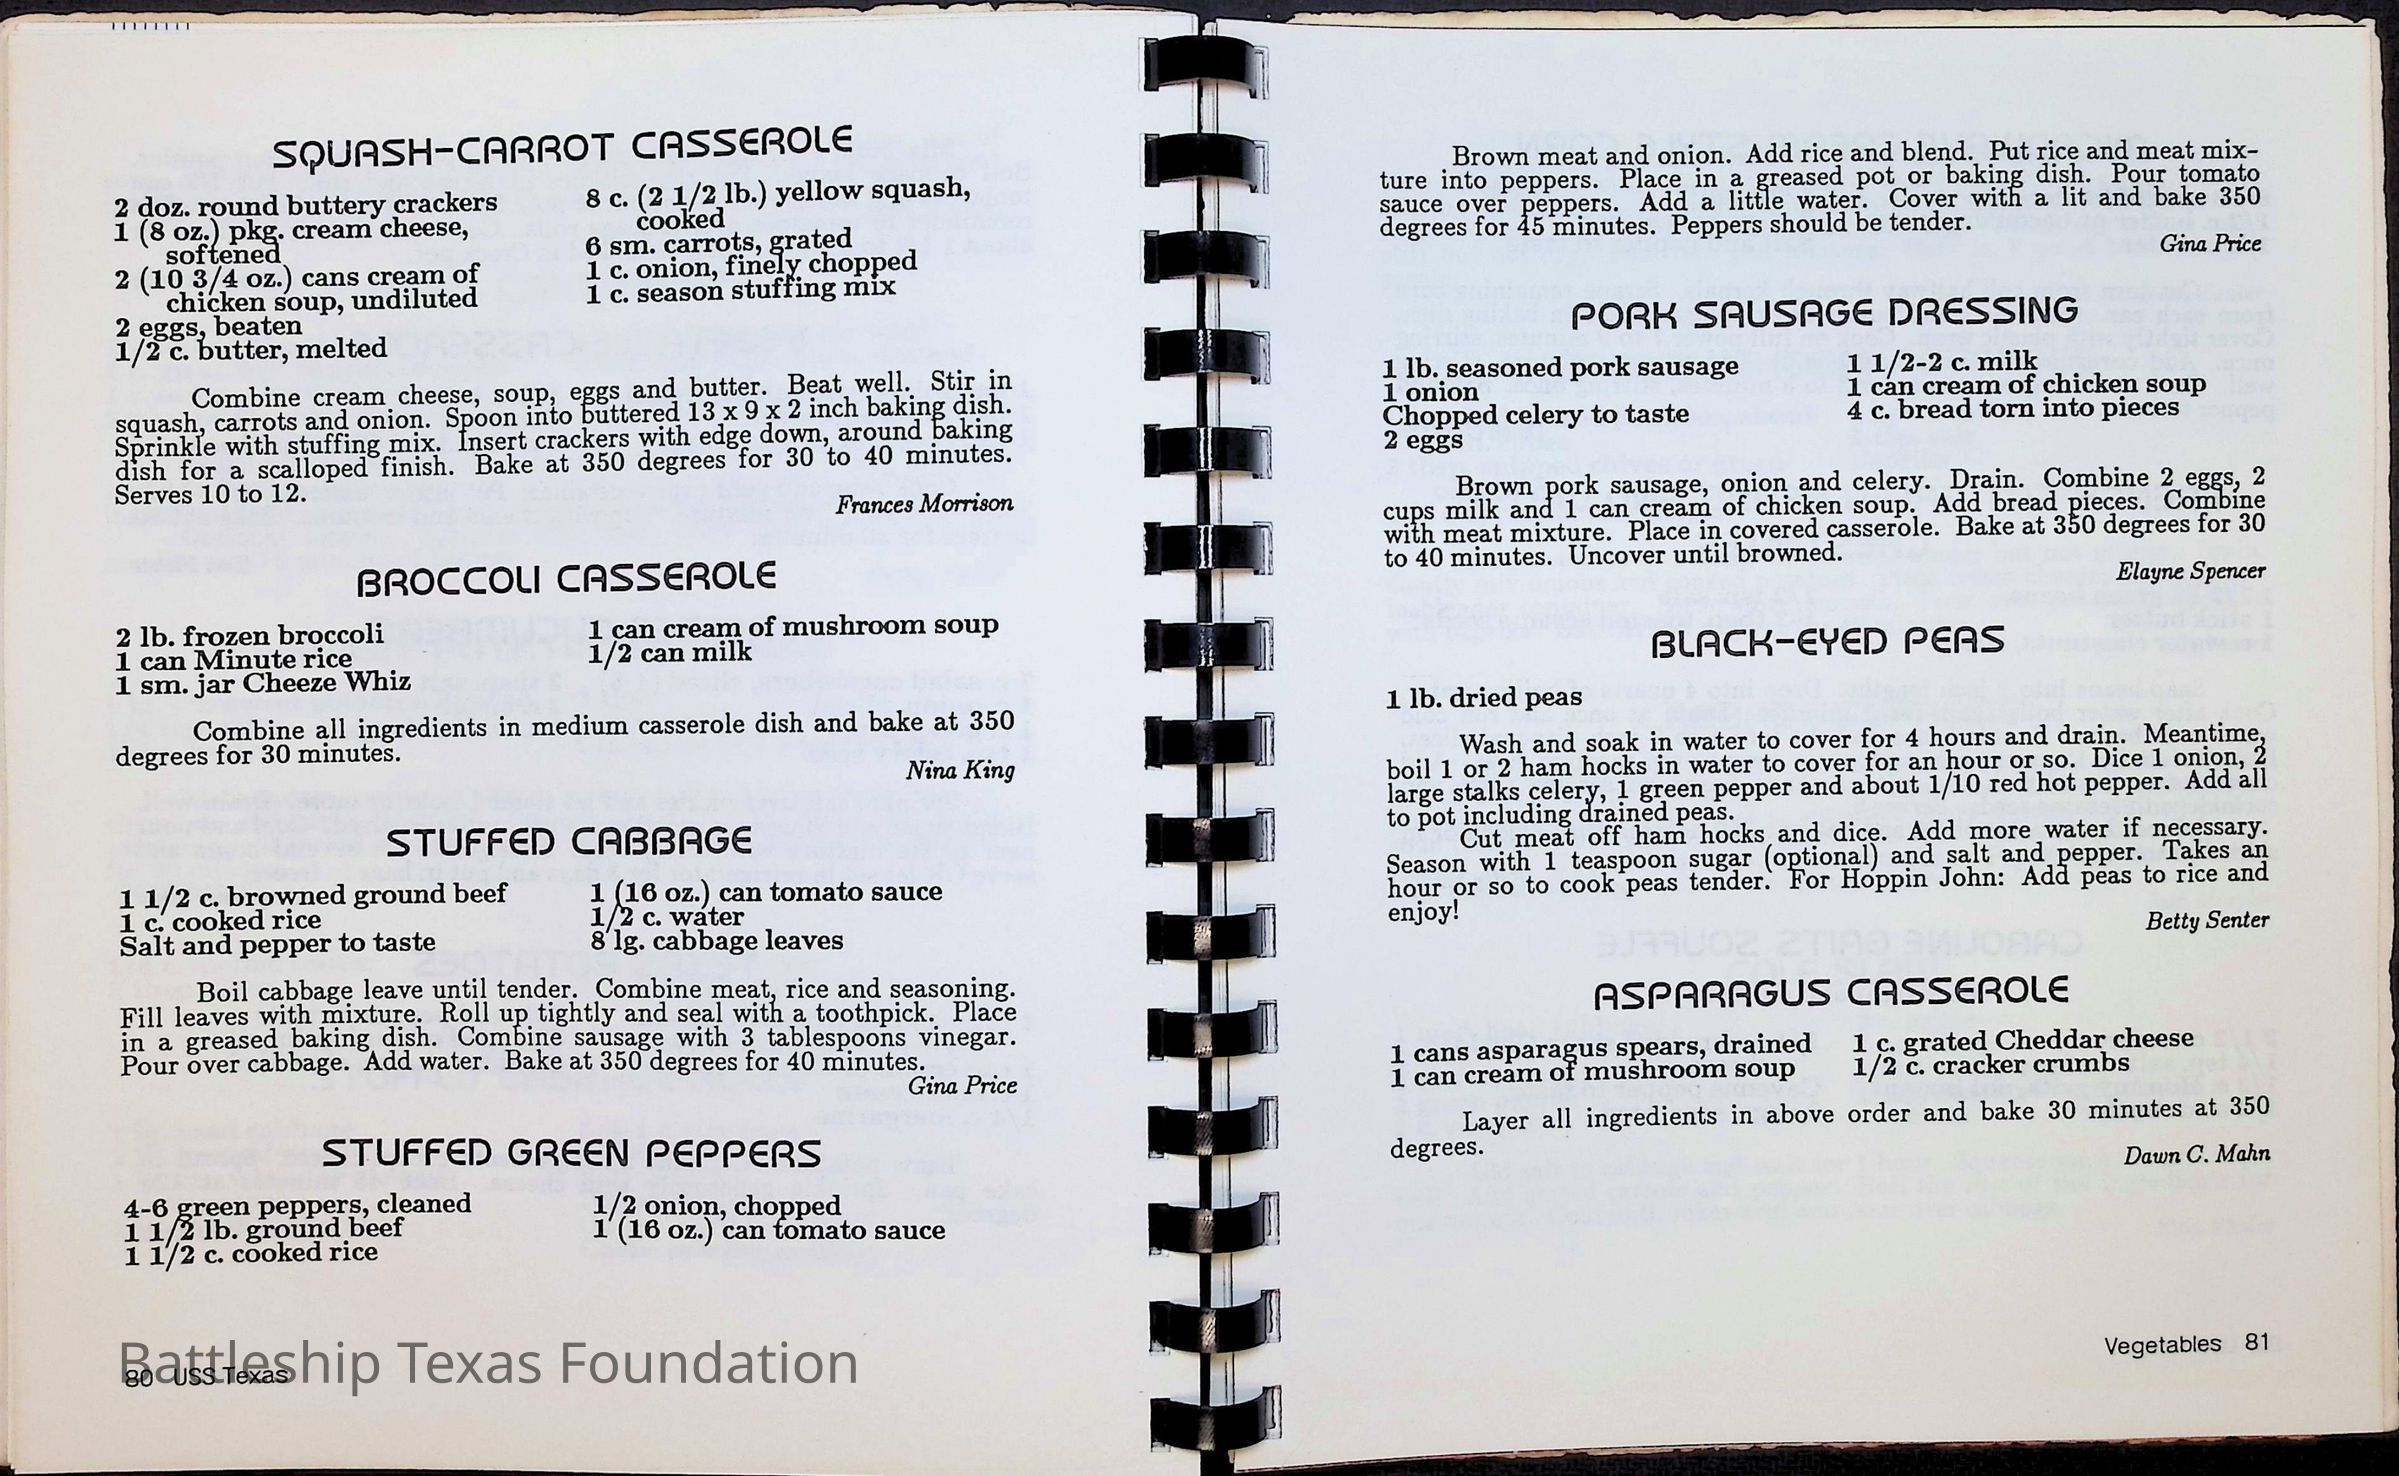 SQUASH-CARROT CASSEROLE
2 doz. round buttery crackers
1 (8 oz.) pkg. cream cheese,
softened
2 (10 3/4 oz.) cans cream of
chicken soup, undiluted
2 eggs, beaten
1/2 c. butter, melted
8 c. (2 1/2 lb.) yellow squash,
cooked
6 sm. carrots, grated
1 c. onion, finely chopped
1 c. season stuffing mix
Combine cream cheese, soup, eggs and butter. Beat well. Stir in
squash, carrots and onion. Spoon into buttered 13 x 9 x 2 inch baking dish.
Sprinkle with stuffing mix. Insert crackers with edge down, around baking
dish for a scalloped finish. Bake at 350 degrees for 30 to 40 minutes.
Serves 10 to 12.
Frances Morrison
BROCCOLI CASSEROLE
2 lb. frozen broccoli
1 can Minute rice
1 sm. jar Cheeze Whiz
1 can cream of mushroom soup
1/2 can milk
Combine all ingredients in medium casserole dish and bake at 350
degrees for 30 minutes.
Nina King
STUFFED CABBAGE
1 1/2 c. browned ground beef
1 c. cooked rice
Salt and pepper to taste
1 (16 oz.) can tomato sauce
1/2 c. water
8 lg. cabbage leaves
Boil cabbage leave until tender. Combine meat, rice and seasoning.
Fill leaves with mixture. Roll up tightly and seal with a toothpick. Place
in a greased baking dish. Combine sausage with 3 tablespoons vinegar.
Pour over cabbage. Add water. Bake at 350 degrees for 40 minutes.
Gina Price
STUFFED GREEN PEPPERS
4-6 green peppers, cleaned
1 1/2 lb. ground beef
1 1/2 c. cooked rice
1/2 onion, chopped
1 (16 oz.) can tomato sauce
Battleship Texas Foundation
80 USS Texas
Brown meat and onion. Add rice and blend. Put rice and meat mix-
ture into peppers. Place in a greased pot or baking dish. Pour tomato
sauce over peppers. Add a little water. Cover with a lit and bake 350
degrees for 45 minutes. Peppers should be tender.
Gina Price
PORK SAUSAGE DRESSING
1 lb. seasoned pork sausage
1 onion
Chopped celery to taste
2 eggs
1 1/2-2 c. milk
1 can cream of chicken soup
4 c. bread torn into pieces
Brown pork sausage, onion and celery. Drain. Combine 2 eggs, 2
cups milk and 1 can cream of chicken soup. Add bread pieces. Combine
with meat mixture. Place in covered casserole. Bake at 350 degrees for 30
to 40 minutes. Uncover until browned.
Elayne Spencer
BLACK-EYED PEAS
1 lb. dried peas
Wash and soak in water to cover for 4 hours and drain. Meantime,
boil 1 or 2 ham hocks in water to cover for an hour or so. Dice 1 onion, 2
large stalks celery, 1 green pepper and about 1/10 red hot pepper. Add all
to pot including drained peas.
Cut meat off ham hocks and dice. Add more water if necessary.
Season with 1 teaspoon sugar (optional) and salt and pepper. Takes an
hour or so to cook peas tender. For Hoppin John: Add peas to rice and
enjoy!
Betty Senter
ASPARAGUS CASSEROLE
1 cans asparagus spears, drained
1 can cream of mushroom soup
1 c. grated Cheddar cheese
1/2 c. cracker crumbs
Layer all ingredients in above order and bake 30 minutes at 350
degrees.
Dawn C. Mahn
Vegetables 81